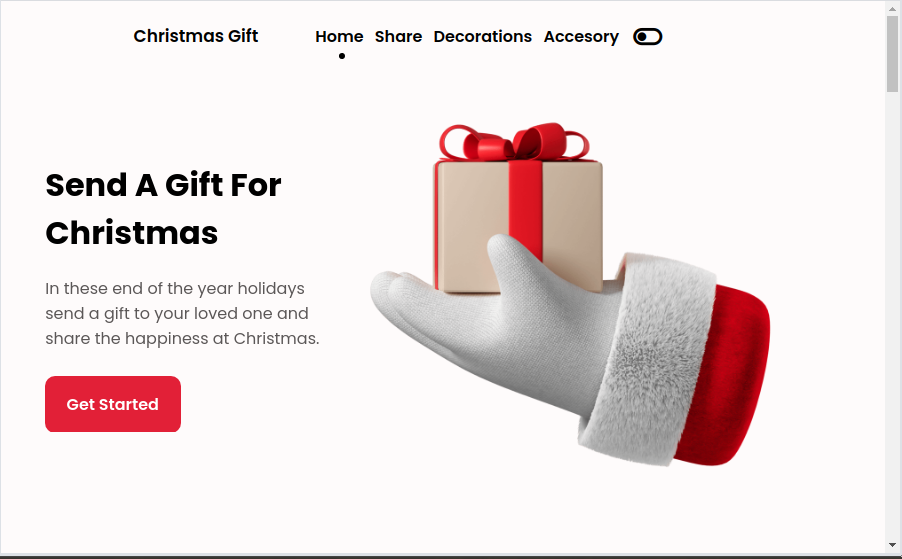 Christmas Gift
Home Share Decorations Accesory
Send A Gift For
Christmas
In these end of the year holidays
send a gift to your loved one and
share the happiness at Christmas.
Get Started